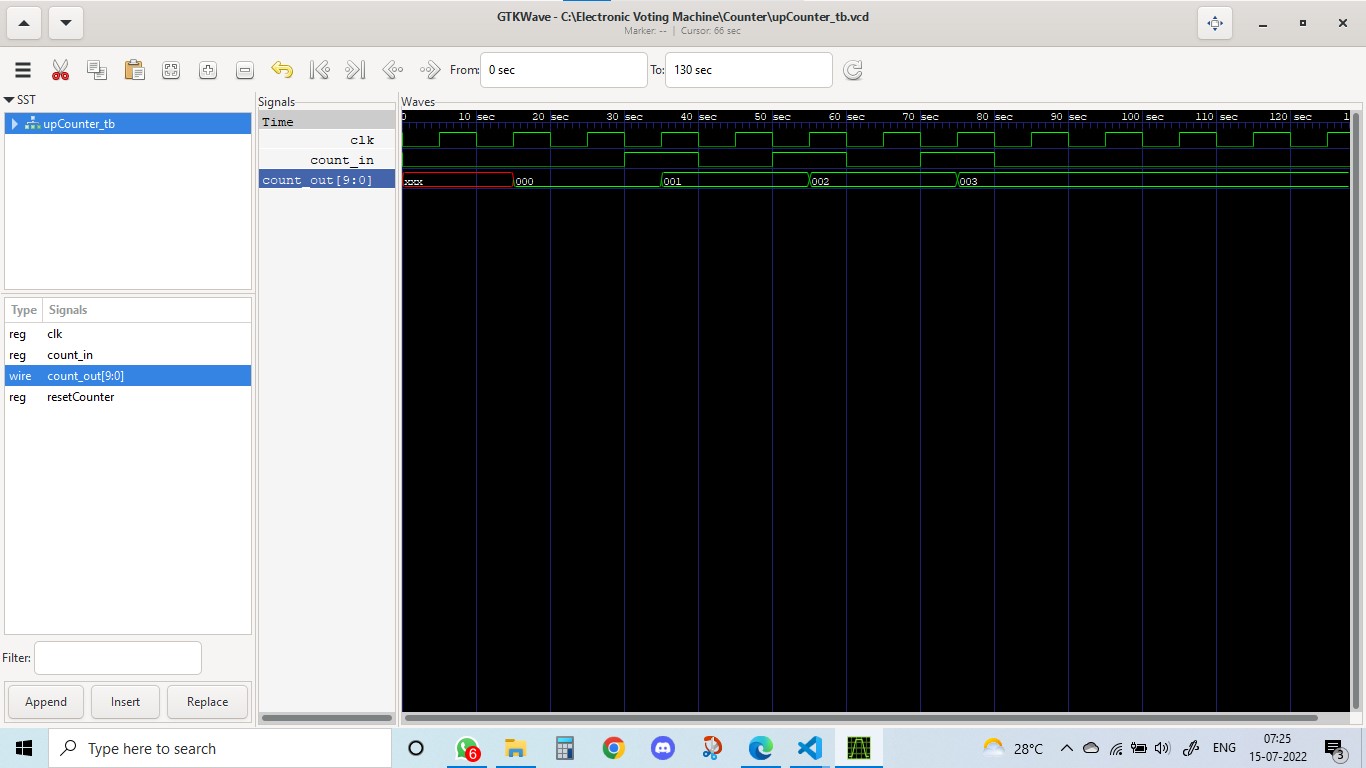 GTKWave - C:\Electronic Voting Machine\Counter\upCounter_tb.vcd
Marker: -- | Cursor: 66 sec
From: 0 sec To: 130 sec
SST
upCounter_tb
Type Signals
reg clk
reg count_in
wire count_out[9:0]
reg resetCounter
Filter:
Append Insert Replace
Signals
Time
clk
count_in
count_out[9:0]
Waves
0 10 sec 20 sec 30 sec 40 sec 50 sec 60 sec 70 sec 80 sec 90 sec 100 sec 110 sec 120 sec 1
xxx 000 001 002 003
Type here to search
6
28°C
ENG
07:25
15-07-2022
3